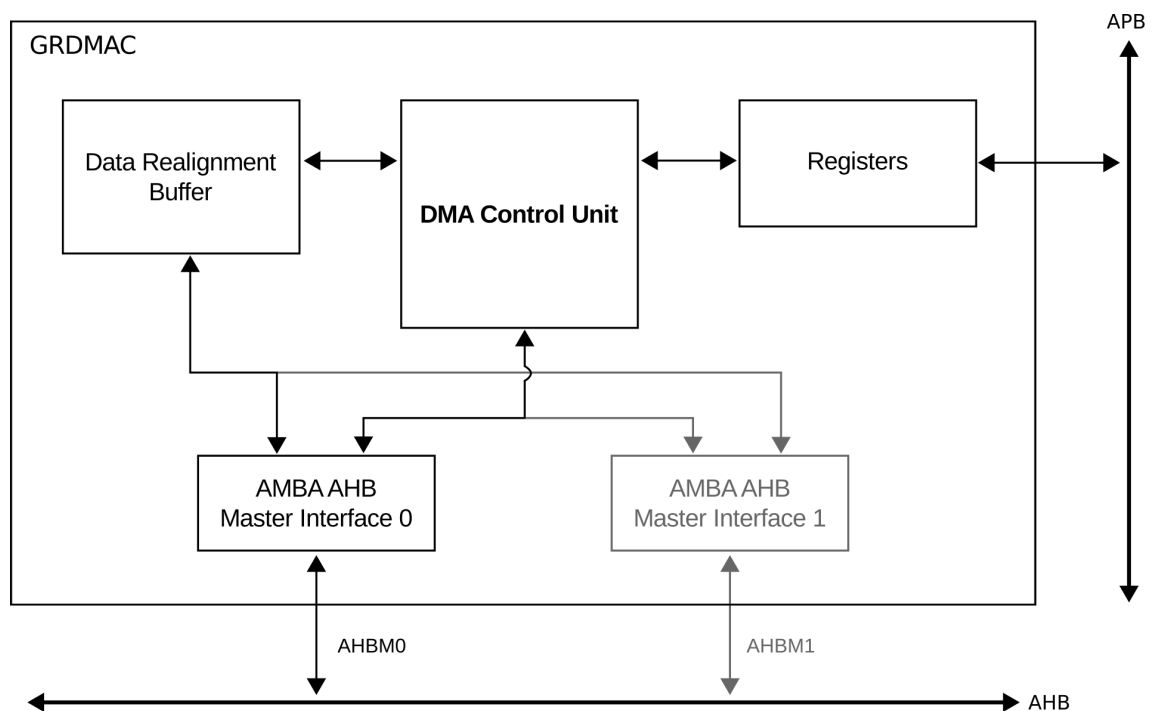 APB
GRDMAC
Data Realignment
Buffer
DMA Control Unit
Registers
AMBA AHB
Master Interface 0
AMBA AHB
Master Interface 1
AHBM0
AHBM1
AHB